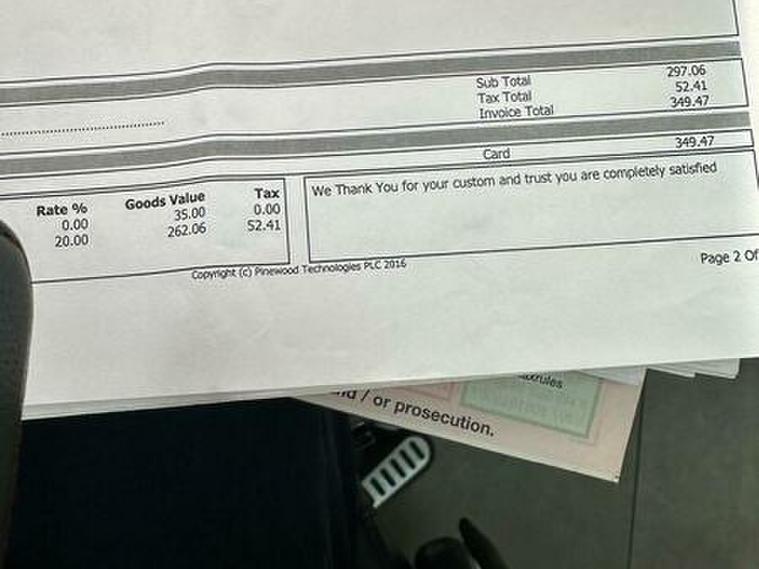 Sub Total 297.06
Tax Total 52.41
Invoice Total 349.47
Card 349.47
Rate % Goods Value Tax
0.00 35.00 0.00
20.00 262.06 52.41
We Thank You for your custom and trust you are completely satisfied
Copyright (c) Pinewood Technologies PLC 2016
Page 2 Of
/ or prosecution.